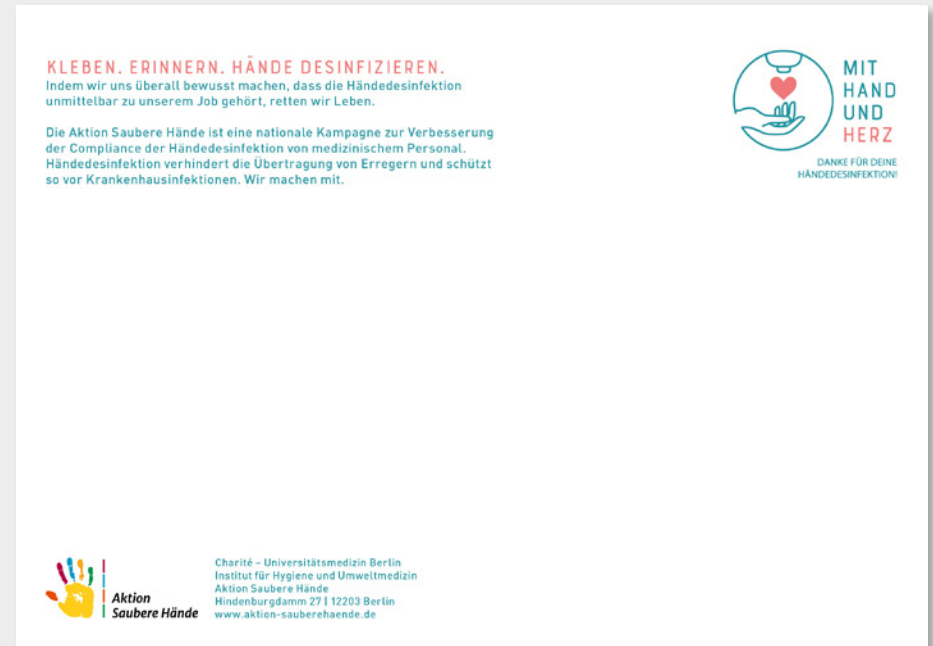 KLEBEN. ERINNERN. HÄNDE DESINFIZIEREN.
Indem wir uns überall bewusst machen, dass die Händedesinfektion
unmittelbar zu unserem Job gehört, retten wir Leben.
Die Aktion Saubere Hände ist eine nationale Kampagne zur Verbesserung
der Compliance der Händedesinfektion von medizinischem Personal.
Händedesinfektion verhindert die Übertragung von Erregern und schützt
so vor Krankenhausinfektionen. Wir machen mit.
MIT
HAND
UND
HERZ
DANKE FÜR DEINE
HÄNDEDESINFEKTION!
Aktion
Saubere Hände
Charité – Universitätsmedizin Berlin
Institut für Hygiene und Umweltmedizin
Aktion Saubere Hände
Hindenburgdamm 27 | 12203 Berlin
www.aktion-sauberehaende.de